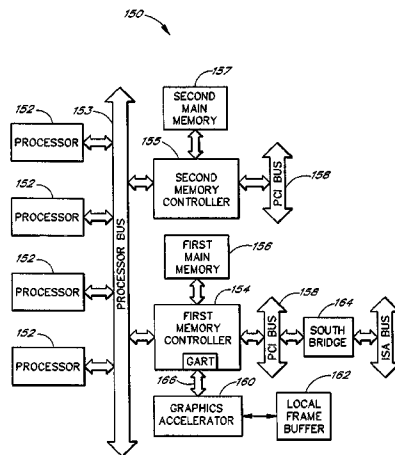 150
157
152
153
SECOND
MAIN
MEMORY
PROCESSOR
155
152
SECOND
MEMORY
CONTROLLER
PCI BUS
158
PROCESSOR
PROCESSOR BUS
FIRST
MAIN
MEMORY
156
152
154
158
164
PROCESSOR
FIRST
MEMORY
CONTROLLER
PCI BUS
SOUTH
BRIDGE
ISA BUS
152
GART
166
160
162
PROCESSOR
GRAPHICS
ACCELERATOR
LOCAL
FRAME
BUFFER